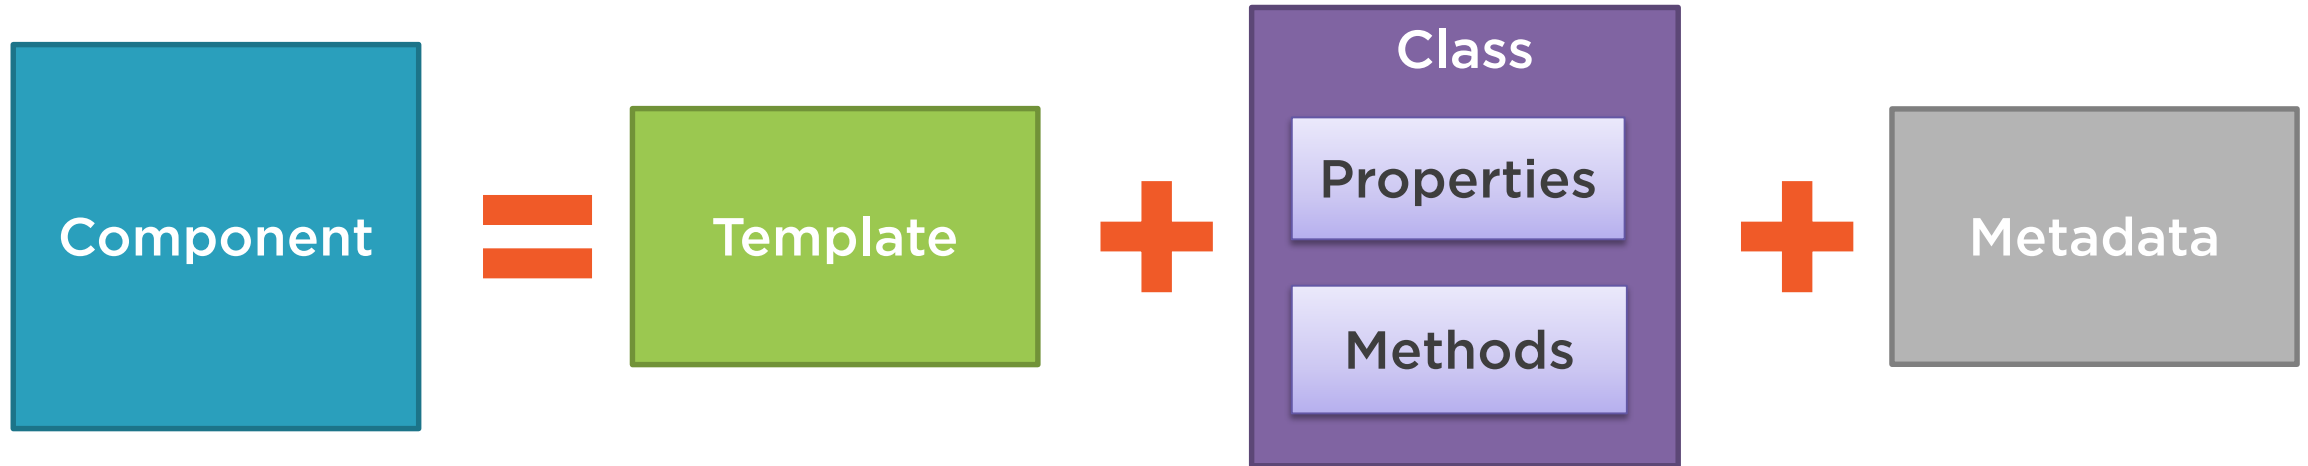 Component
Template
Class
Properties
Methods
Metadata